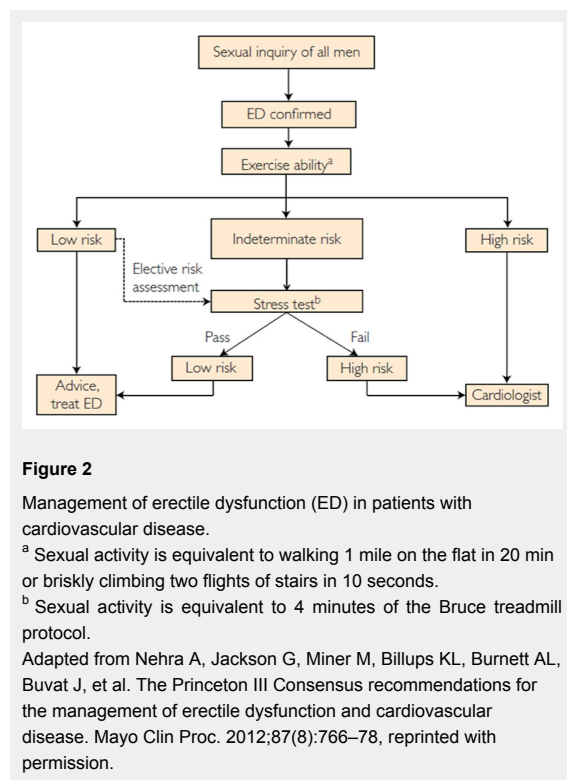 Sexual inquiry of all men
ED confirmed
Exercise abilityᵃ
Low risk
Indeterminate risk
High risk
Elective risk
assessment
Stress testᵇ
Pass
Fail
Low risk
High risk
Advice,
treat ED
Cardiologist
Figure 2
Management of erectile dysfunction (ED) in patients with
cardiovascular disease.
ᵃ Sexual activity is equivalent to walking 1 mile on the flat in 20 min
or briskly climbing two flights of stairs in 10 seconds.
ᵇ Sexual activity is equivalent to 4 minutes of the Bruce treadmill
protocol.
Adapted from Nehra A, Jackson G, Miner M, Billups KL, Burnett AL,
Buvat J, et al. The Princeton III Consensus recommendations for
the management of erectile dysfunction and cardiovascular
disease. Mayo Clin Proc. 2012;87(8):766–78, reprinted with
permission.